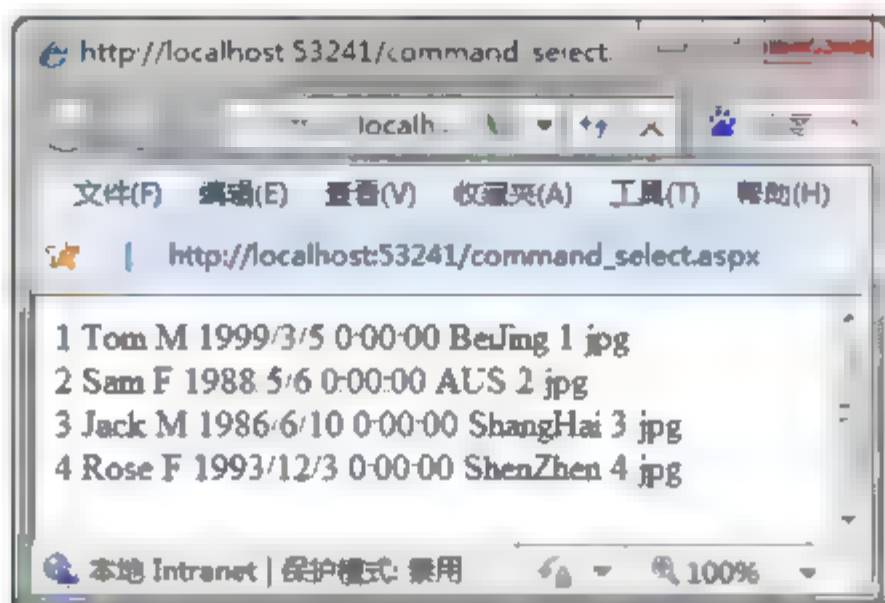 http://localhost:53241/command_select.
localh...
文件(F) 编辑(E) 查看(V) 收藏夹(A) 工具(T) 帮助(H)
http://localhost:53241/command_select.aspx
1 Tom M 1999/3/5 0:00:00 BeiJing 1.jpg
2 Sam F 1988/5/6 0:00:00 AUS 2.jpg
3 Jack M 1986/6/10 0:00:00 ShangHai 3.jpg
4 Rose F 1993/12/3 0:00:00 ShenZhen 4.jpg
本地 Intranet | 保护模式: 禁用 100%